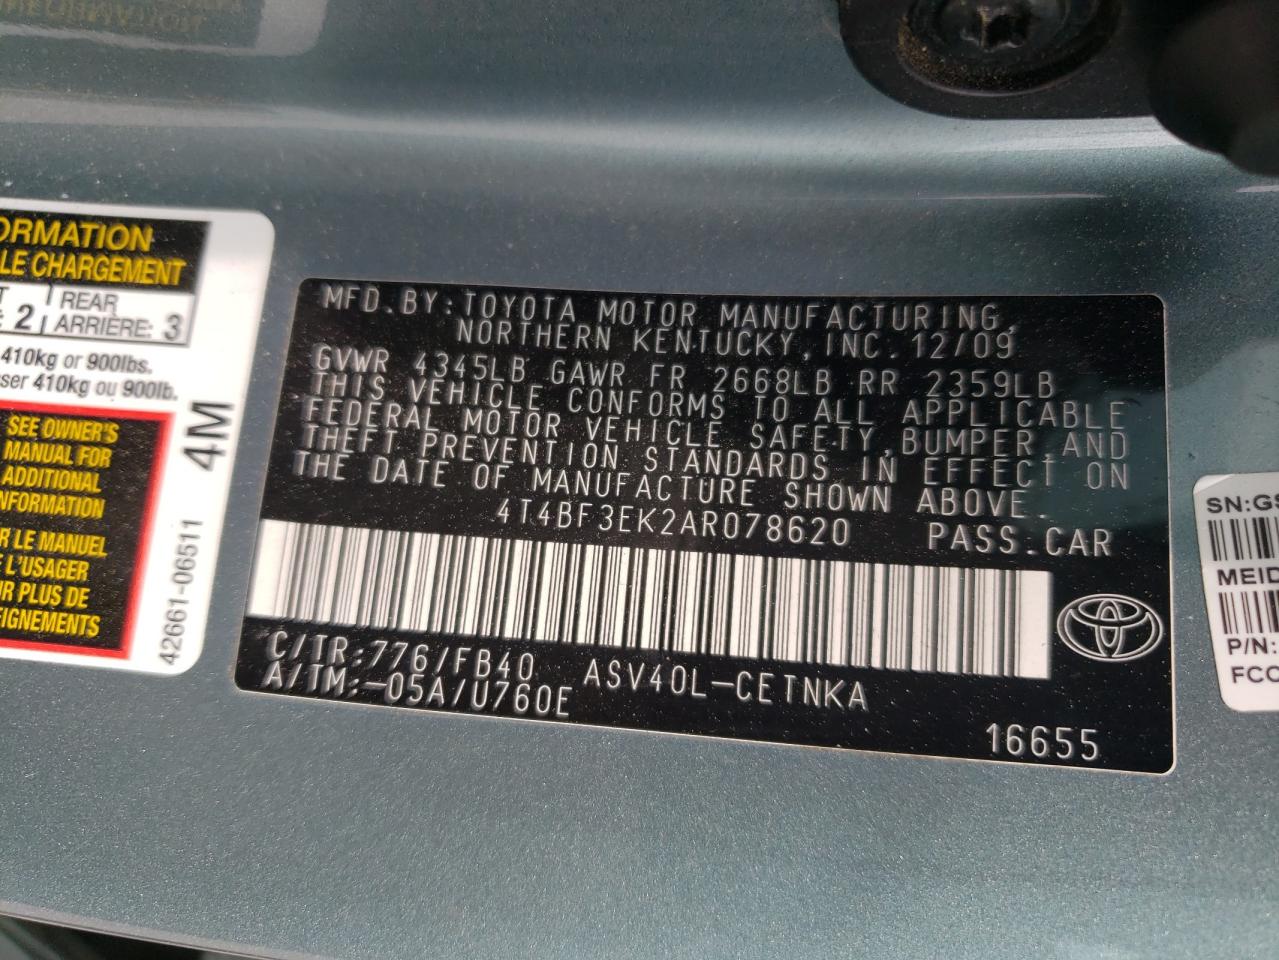 ORMATION
LE CHARGEMENT
2 REAR
ARRIÈRE: 3
410kg or 900lbs.
ser 410kg ou 900lb.
SEE OWNER'S
MANUAL FOR
ADDITIONAL
NFORMATION
R LE MANUEL
L'USAGER
R PLUS DE
EIGNEMENTS
4M
42661-06511
MFD. BY: TOYOTA MOTOR MANUFACTURING,
NORTHERN KENTUCKY, INC. 12/09
GVWR 4345LB GAWR FR 2668LB RR 2359LB
THIS VEHICLE CONFORMS TO ALL APPLICABLE
FEDERAL MOTOR VEHICLE SAFETY, BUMPER, AND
THEFT PREVENTION STANDARDS IN EFFECT ON
THE DATE OF MANUFACTURE SHOWN ABOVE.
4T4BF3EK2AR078620 PASS. CAR
C/TR: 776/FB40 ASV40L-CETNKA
A/TM: -05A/U760E
16655
SN:G
MEID
P/N:
FCC